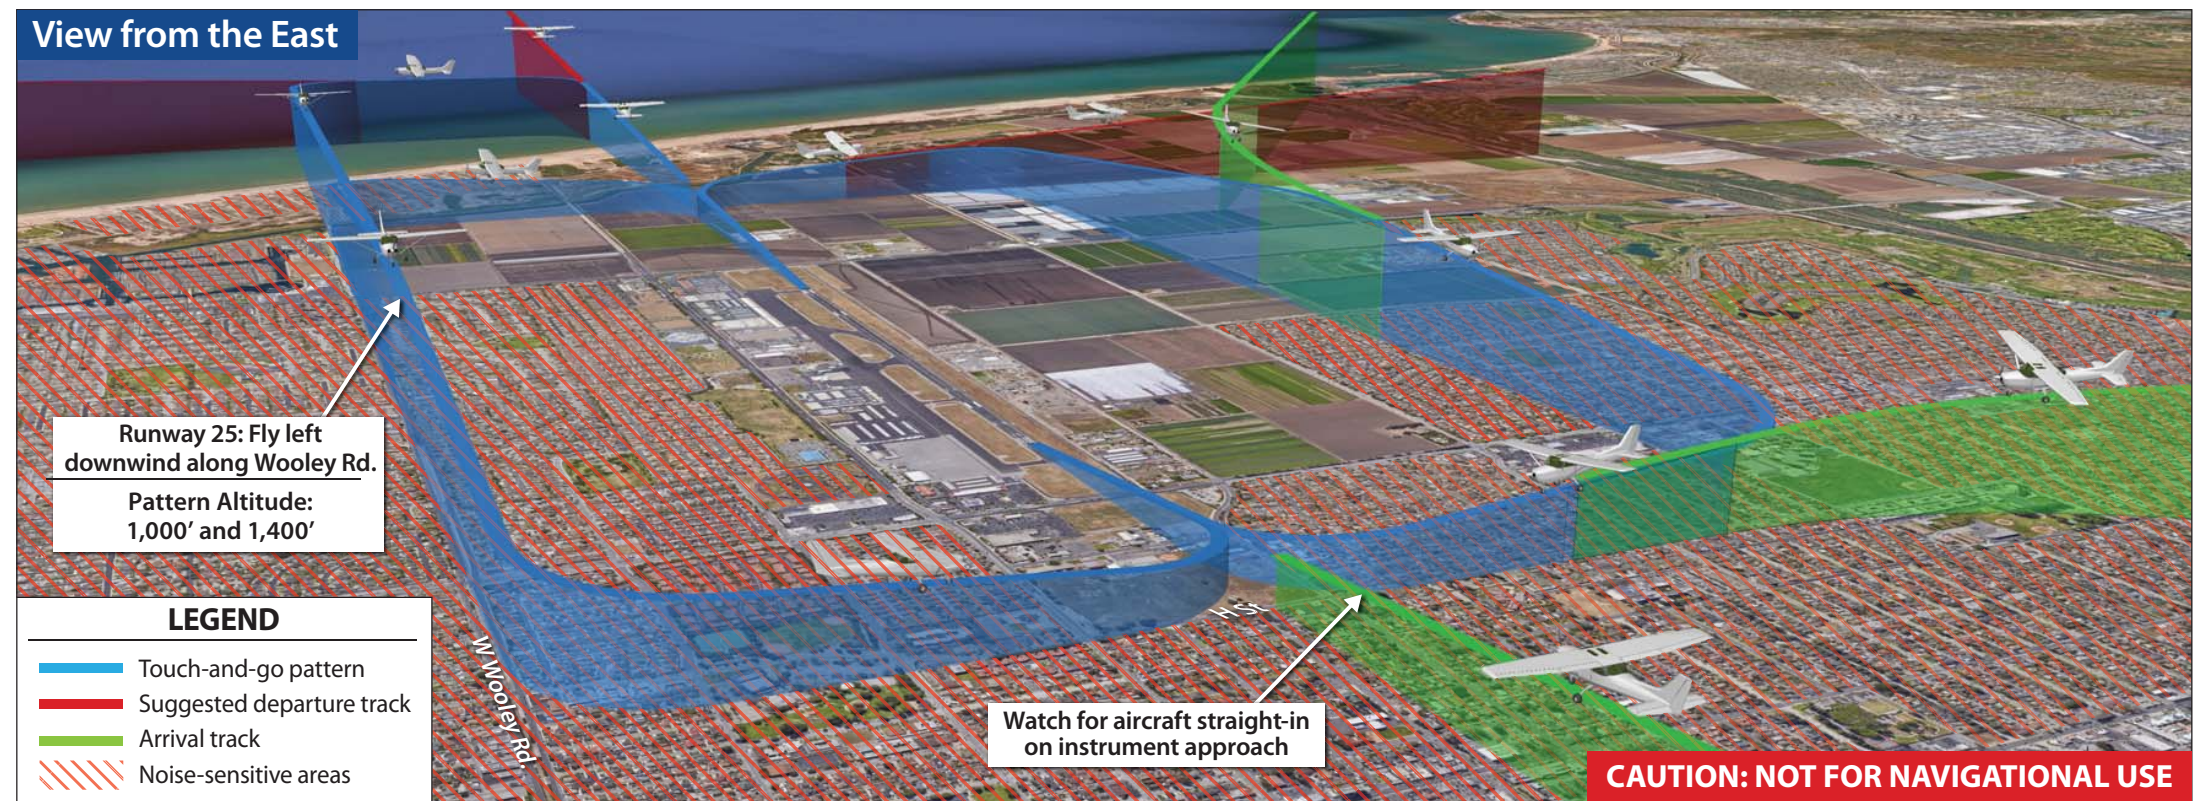 View from the East
Runway 25: Fly left
downwind along Wooley Rd.
Pattern Altitude:
1,000’ and 1,400’
LEGEND
Touch-and-go pattern
Suggested departure track
Arrival track
Noise-sensitive areas
W Wooley Rd.
H St
Watch for aircraft straight-in
on instrument approach
CAUTION: NOT FOR NAVIGATIONAL USE